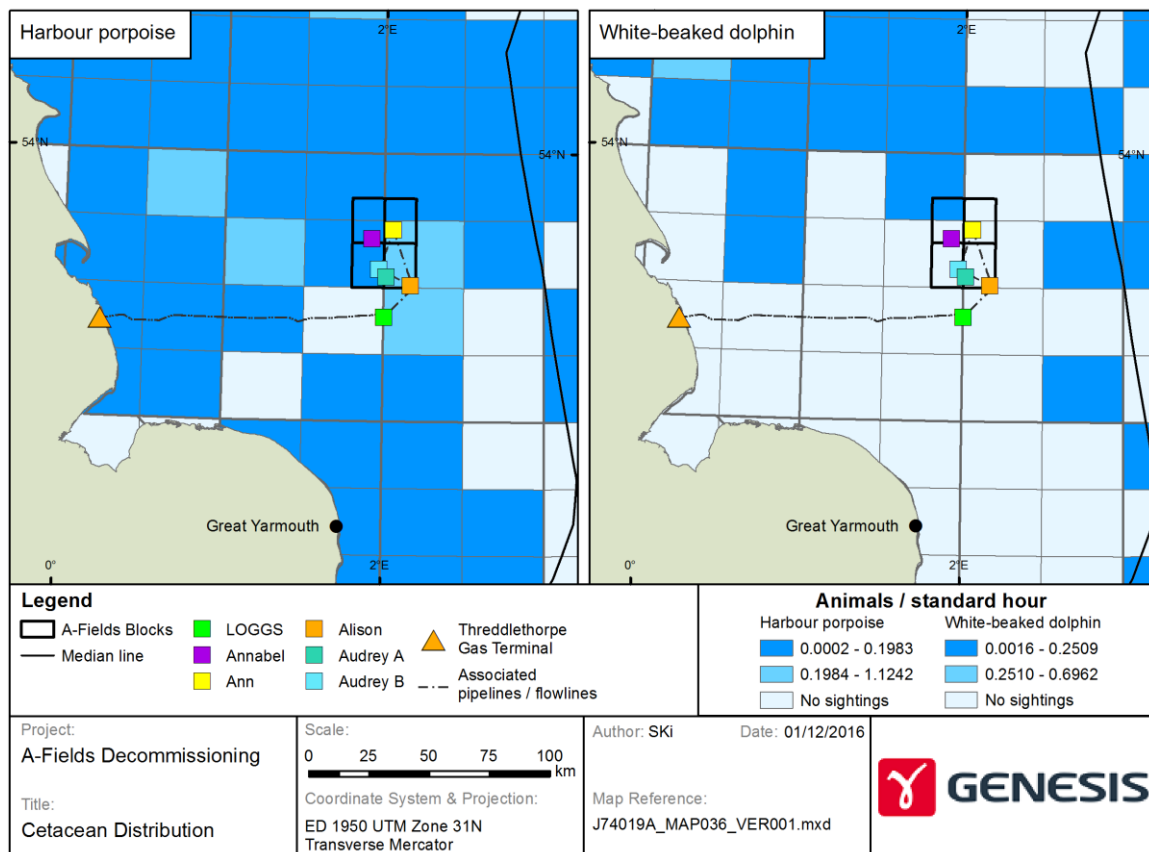 Harbour porpoise
2°E
54°N
54°N
Great Yarmouth
0°
2°E
White-beaked dolphin
2°E
54°N
54°N
Great Yarmouth
0°
2°E
Legend
A-Fields Blocks
Median line
LOGGS
Annabel
Ann
Alison
Audrey A
Audrey B
Threddlethorpe
Gas Terminal
Associated
pipelines / flowlines
Animals / standard hour
Harbour porpoise
0.0002 - 0.1983
0.1984 - 1.1242
No sightings
White-beaked dolphin
0.0016 - 0.2509
0.2510 - 0.6962
No sightings
Project:
A-Fields Decommissioning
Title:
Cetacean Distribution
Scale:
0 25 50 75 100
km
Coordinate System & Projection:
ED 1950 UTM Zone 31N
Transverse Mercator
Author: SKi Date: 01/12/2016
Map Reference:
J74019A_MAP036_VER001.mxd
GENESIS